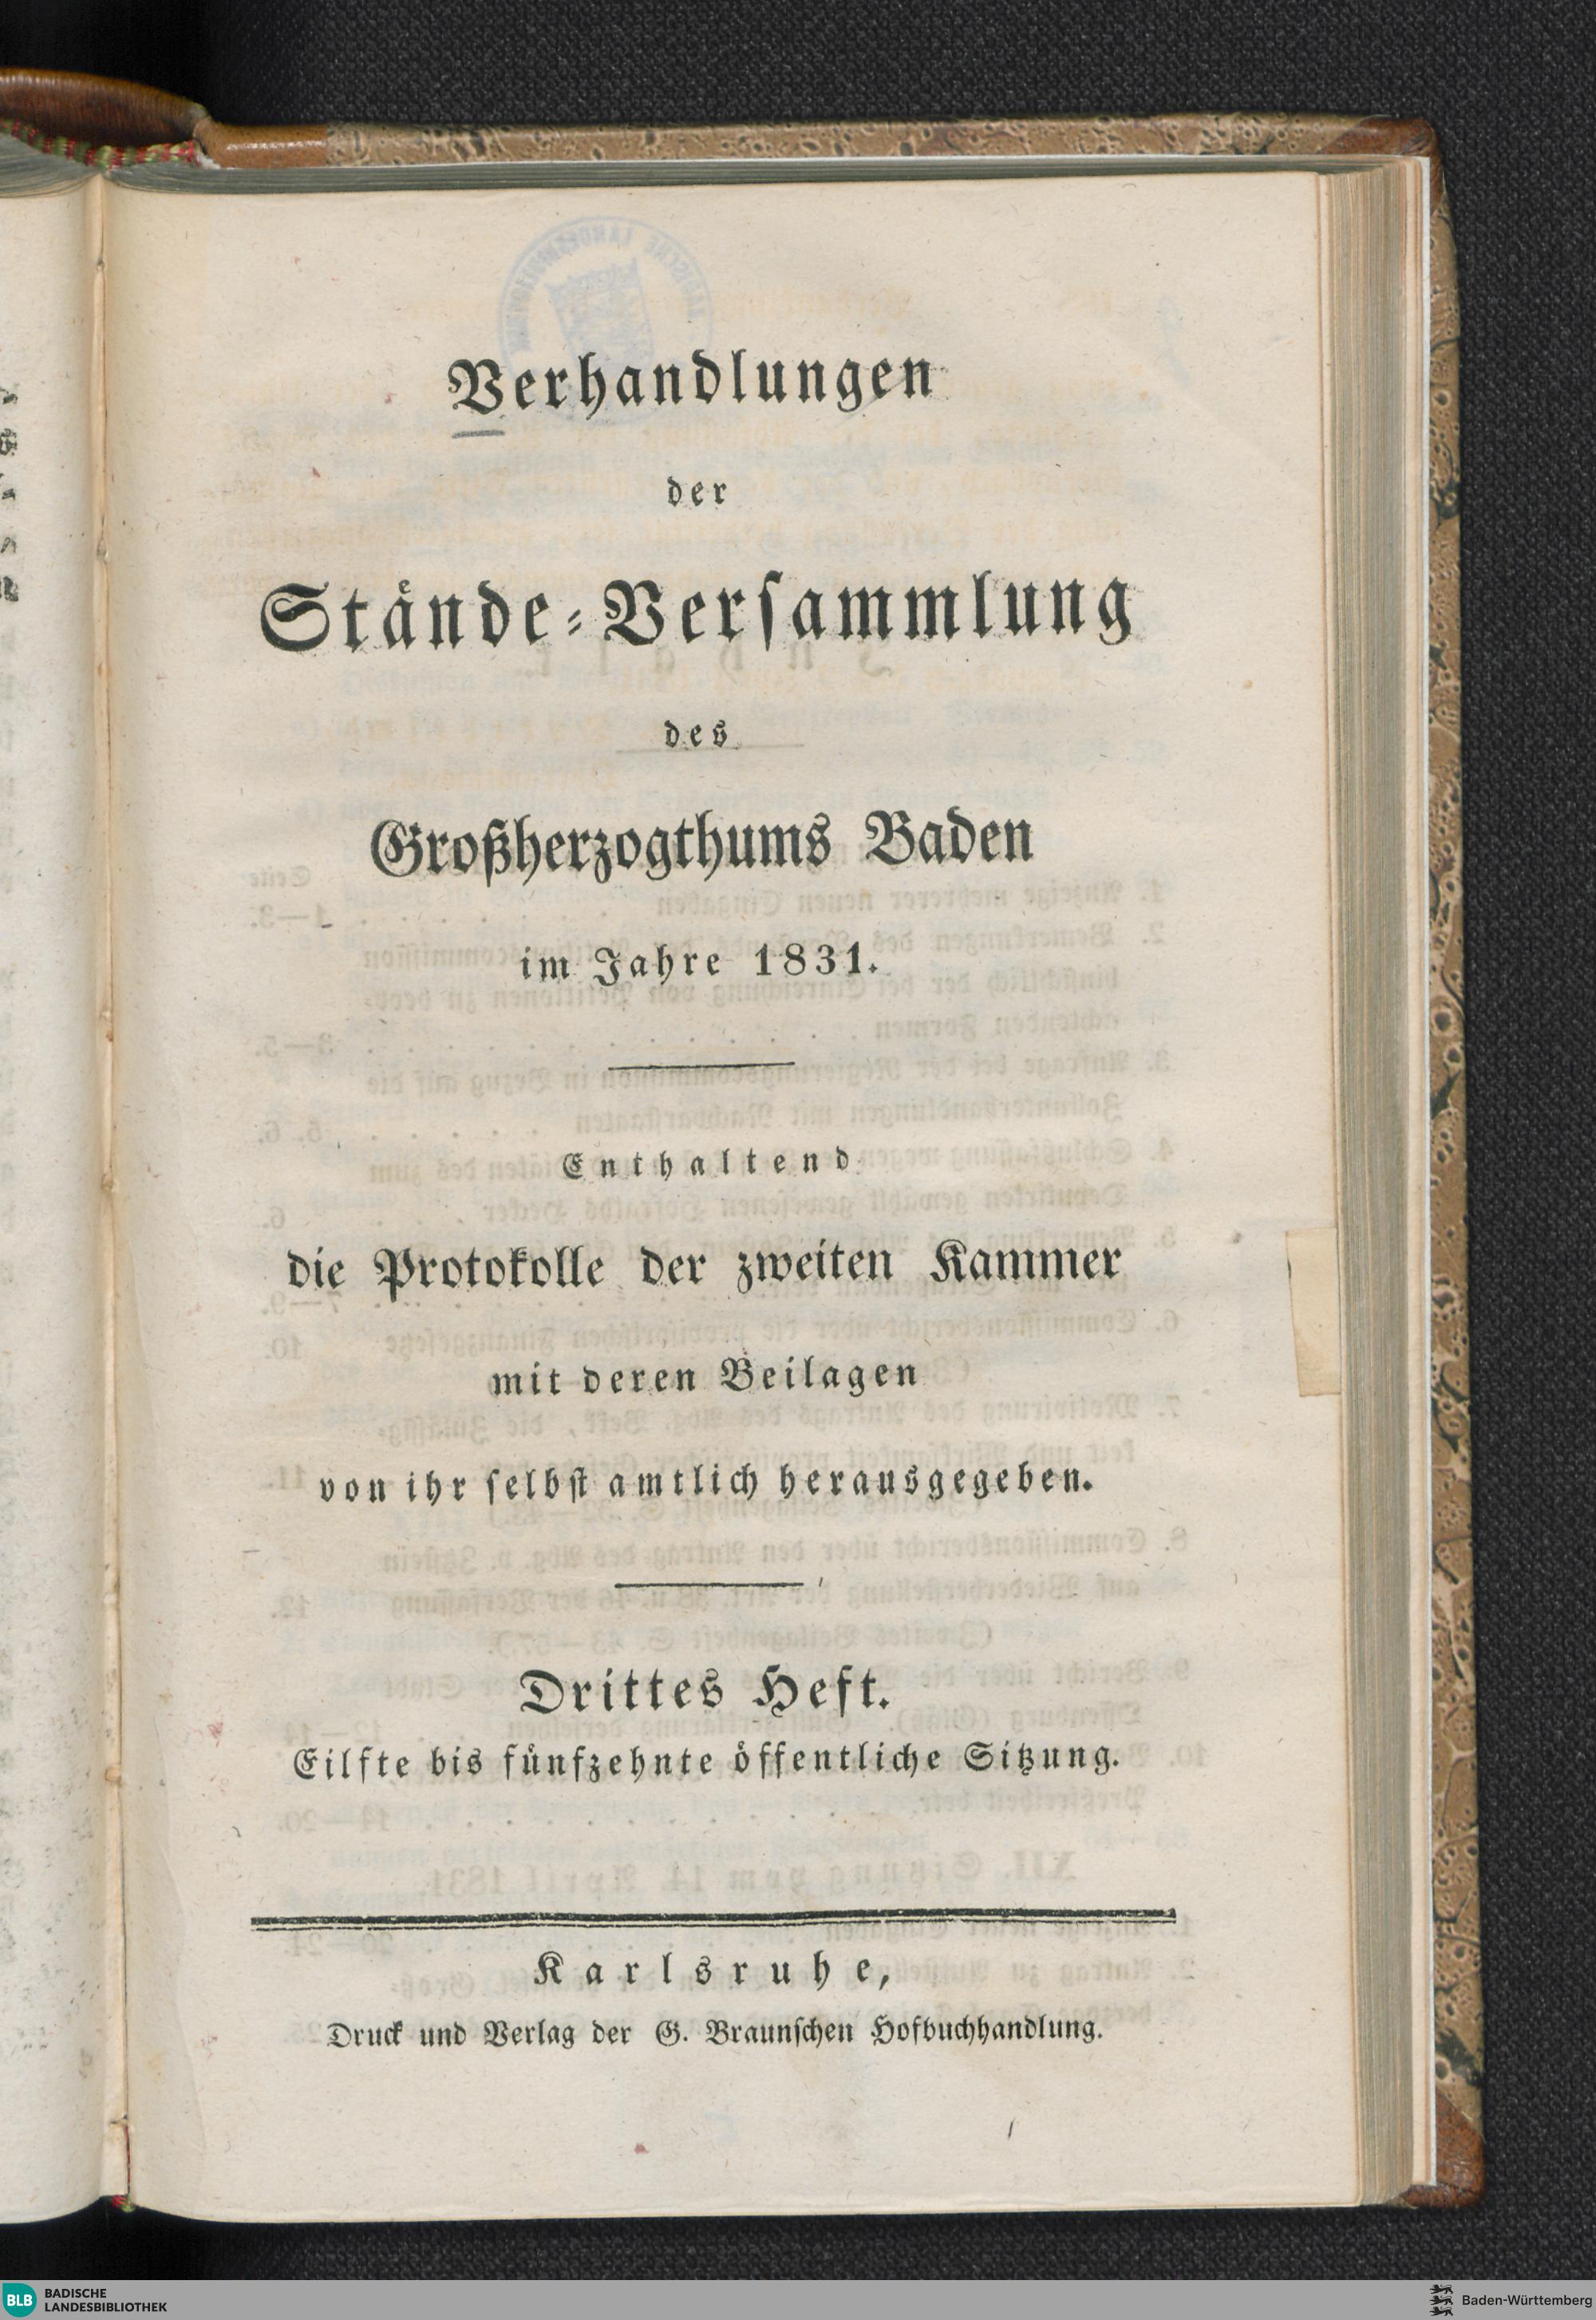 Verhandlungen
der
Stände-Versammlung
des
Großherzogthums Baden
im Jahre 1831.
Enthaltend
die Protokolle der zweiten Kammer
mit deren Beilagen
von ihr selbst amtlich herausgegeben.
Drittes Heft.
Eilfte bis fünfzehnte öffentliche Sitzung.
Karlsruhe,
Druck und Verlag der G. Braunschen Hofbuchhandlung.
BLB BADISCHE
LANDESBIBLIOTHEK
Baden-Württemberg